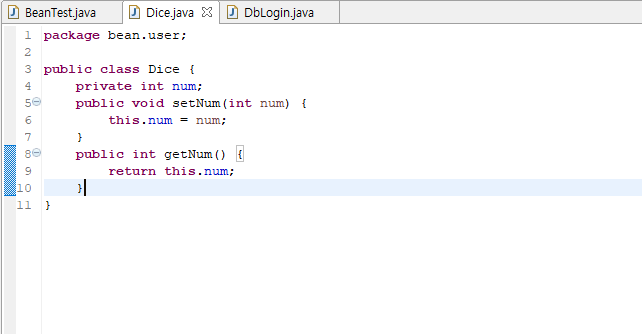 BeanTest.java Dice.java DbLogin.java
1 package bean.user;
2
3 public class Dice {
4 private int num;
5 public void setNum(int num) {
6 this.num = num;
7 }
8 public int getNum() {
9 return this.num;
10 }
11 }